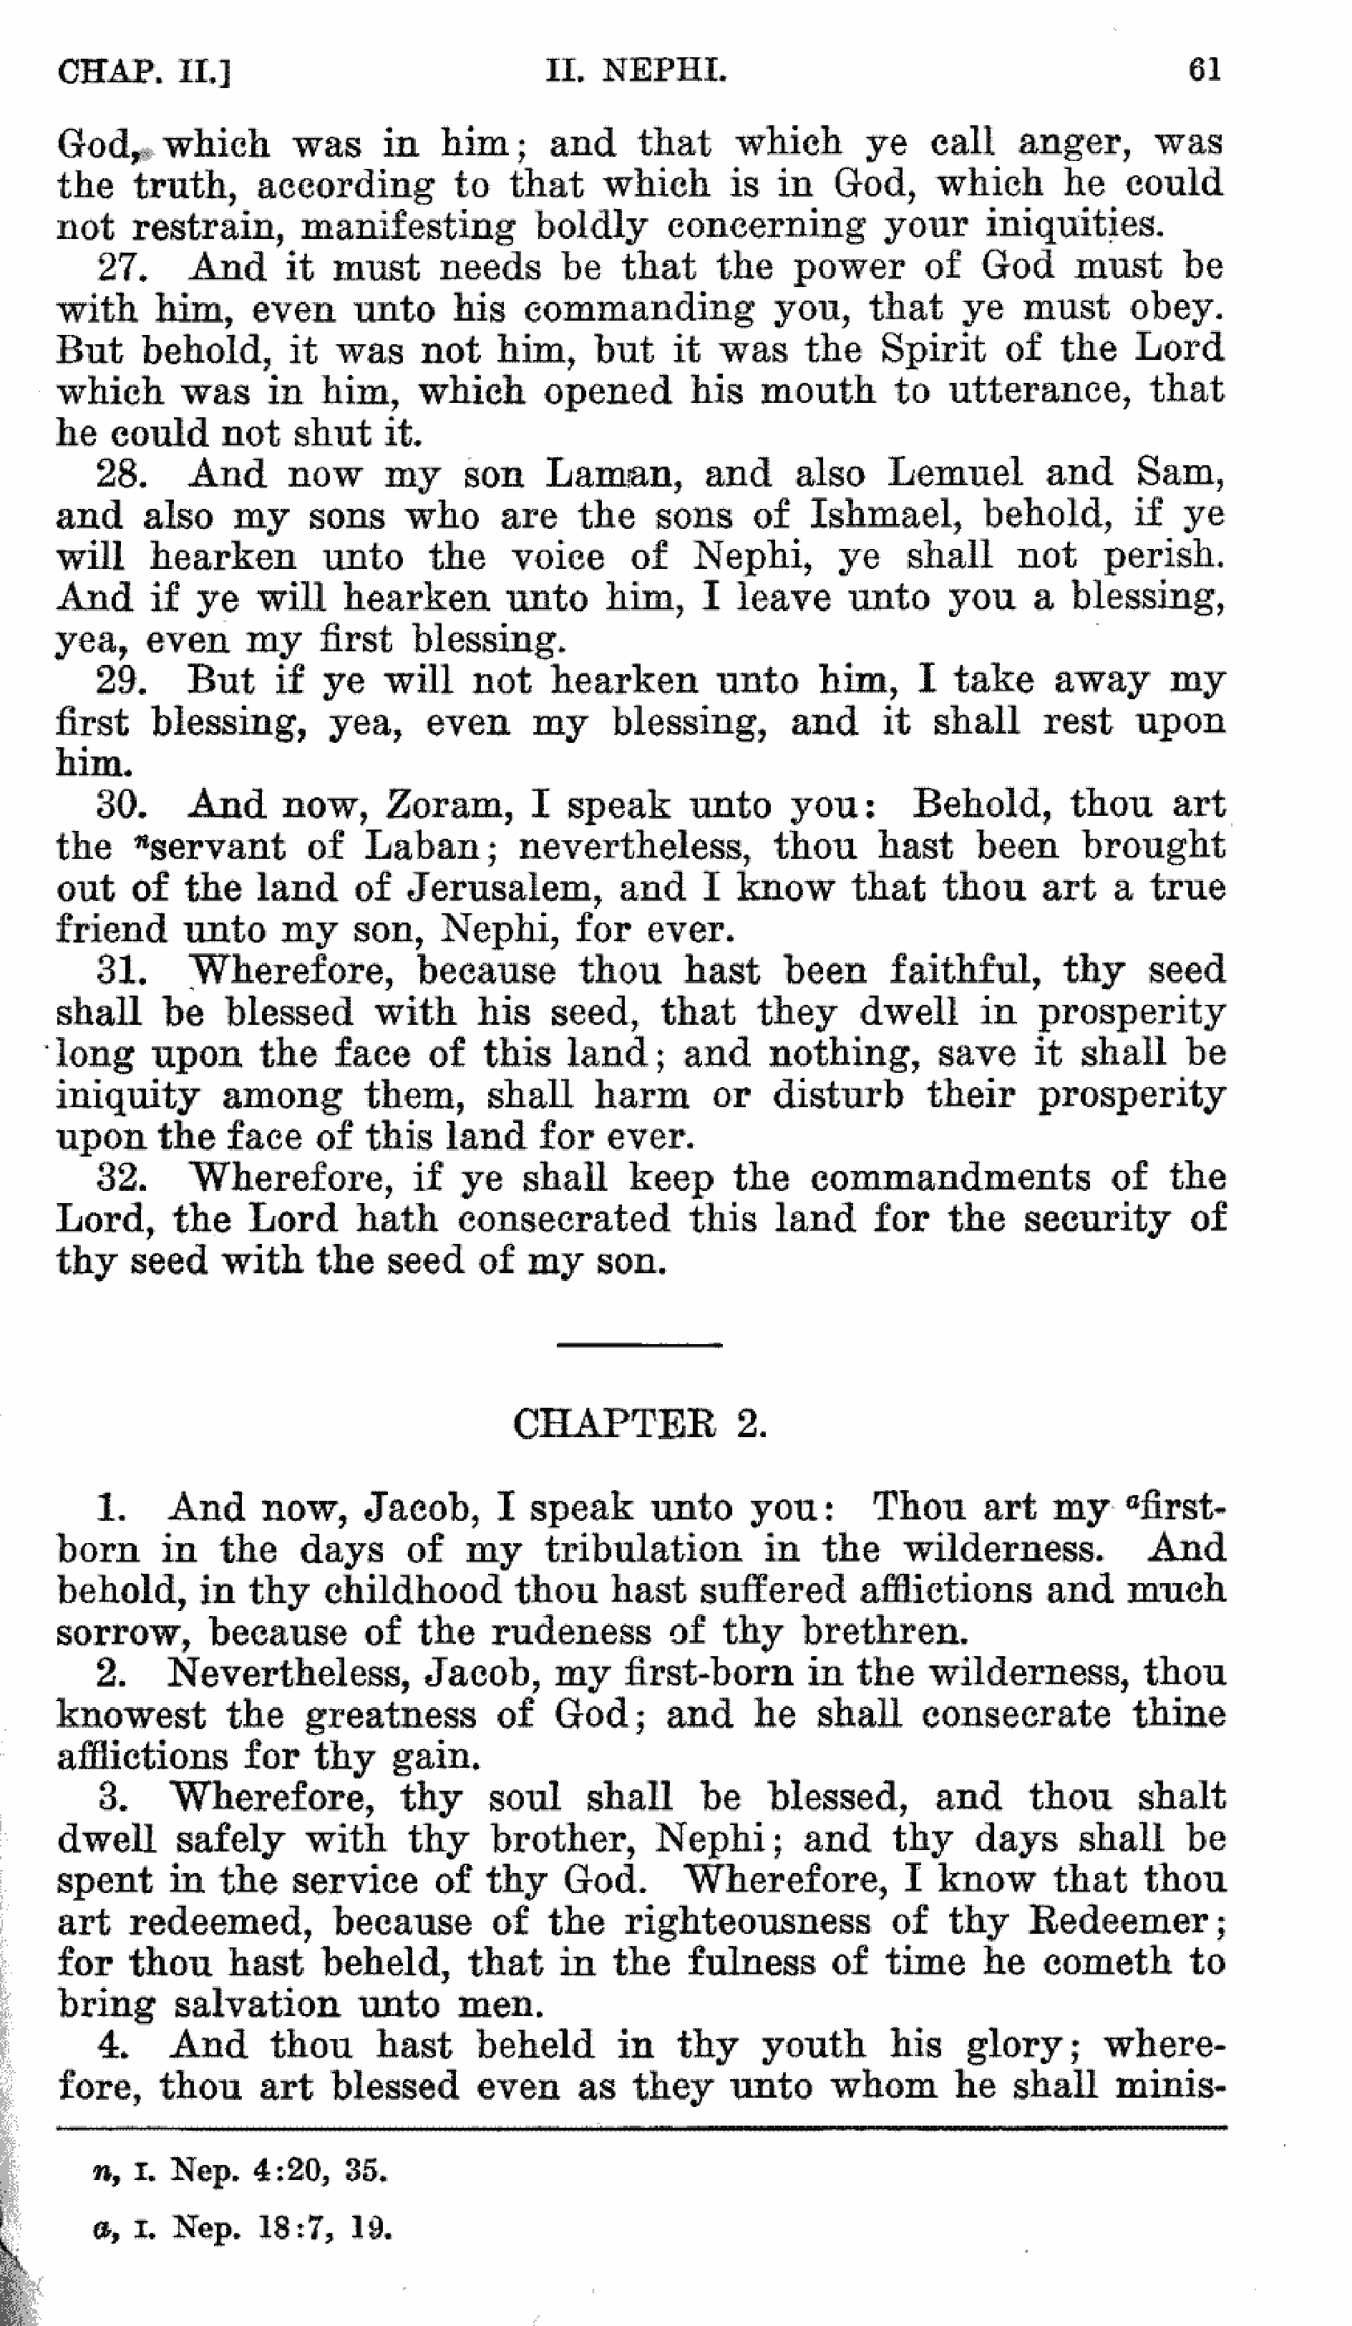 CHAP. II.] II. NEPHI. 61
God, which was in him; and that which ye call anger, was
the truth, according to that which is in God, which he could
not restrain, manifesting boldly concerning your iniquities.
27. And it must needs be that the power of God must be
with him, even unto his commanding you, that ye must obey.
But behold, it was not him, but it was the Spirit of the Lord
which was in him, which opened his mouth to utterance, that
he could not shut it.
28. And now my son Laman, and also Lemuel and Sam,
and also my sons who are the sons of Ishmael, behold, if ye
will hearken unto the voice of Nephi, ye shall not perish.
And if ye will hearken unto him, I leave unto you a blessing,
yea, even my first blessing.
29. But if ye will not hearken unto him, I take away my
first blessing, yea, even my blessing, and it shall rest upon
him.
30. And now, Zoram, I speak unto you: Behold, thou art
the ⁿservant of Laban; nevertheless, thou hast been brought
out of the land of Jerusalem, and I know that thou art a true
friend unto my son, Nephi, for ever.
31. Wherefore, because thou hast been faithful, thy seed
shall be blessed with his seed, that they dwell in prosperity
long upon the face of this land; and nothing, save it shall be
iniquity among them, shall harm or disturb their prosperity
upon the face of this land for ever.
32. Wherefore, if ye shall keep the commandments of the
Lord, the Lord hath consecrated this land for the security of
thy seed with the seed of my son.
CHAPTER 2.
1. And now, Jacob, I speak unto you: Thou art my ᵃfirst-
born in the days of my tribulation in the wilderness. And
behold, in thy childhood thou hast suffered afflictions and much
sorrow, because of the rudeness of thy brethren.
2. Nevertheless, Jacob, my first-born in the wilderness, thou
knowest the greatness of God; and he shall consecrate thine
afflictions for thy gain.
3. Wherefore, thy soul shall be blessed, and thou shalt
dwell safely with thy brother, Nephi; and thy days shall be
spent in the service of thy God. Wherefore, I know that thou
art redeemed, because of the righteousness of thy Redeemer;
for thou hast beheld, that in the fulness of time he cometh to
bring salvation unto men.
4. And thou hast beheld in thy youth his glory; where-
fore, thou art blessed even as they unto whom he shall minis-
n, I. Nep. 4:20, 35.
a, I. Nep. 18:7, 19.